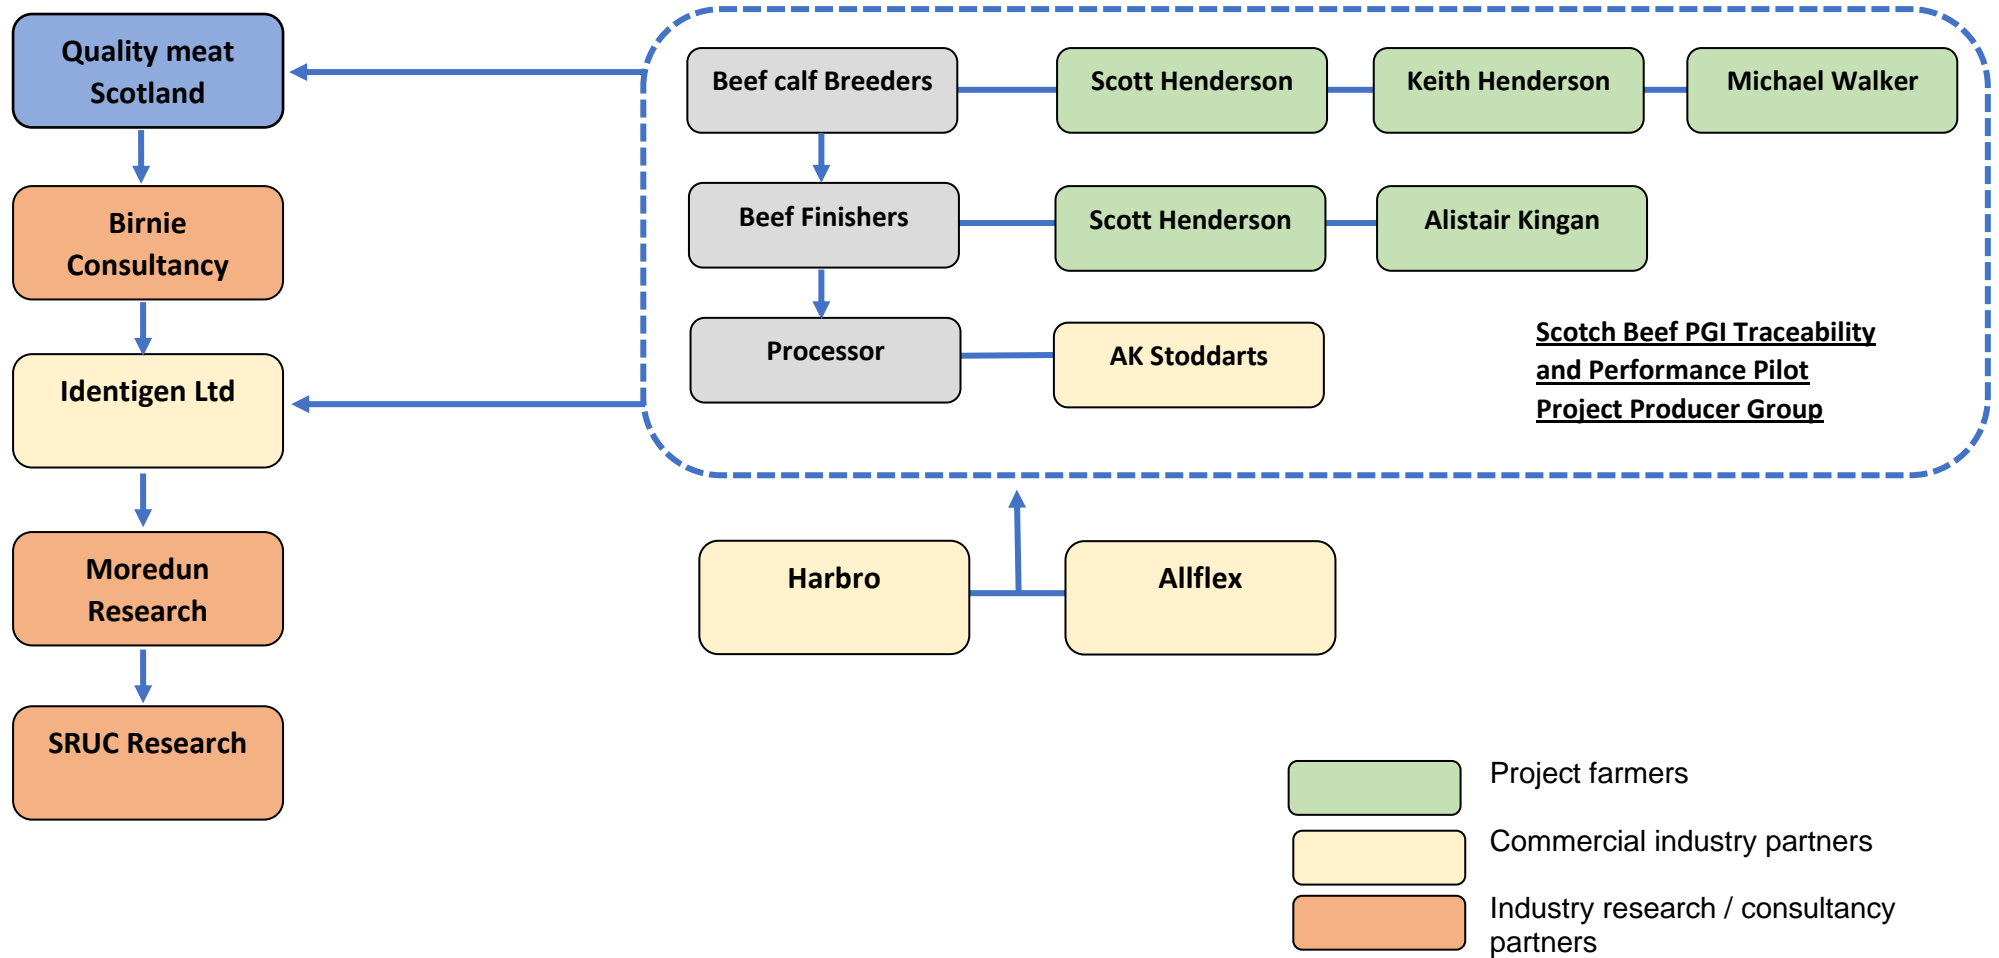 Quality meat
Scotland
Birnie
Consultancy
Identigen Ltd
Moredun
Research
SRUC Research
Beef calf Breeders
Scott Henderson
Keith Henderson
Michael Walker
Beef Finishers
Scott Henderson
Alistair Kingan
Processor
AK Stoddarts
Scotch Beef PGI Traceability
and Performance Pilot
Project Producer Group
Harbro
Allflex
Project farmers
Commercial industry partners
Industry research / consultancy
partners